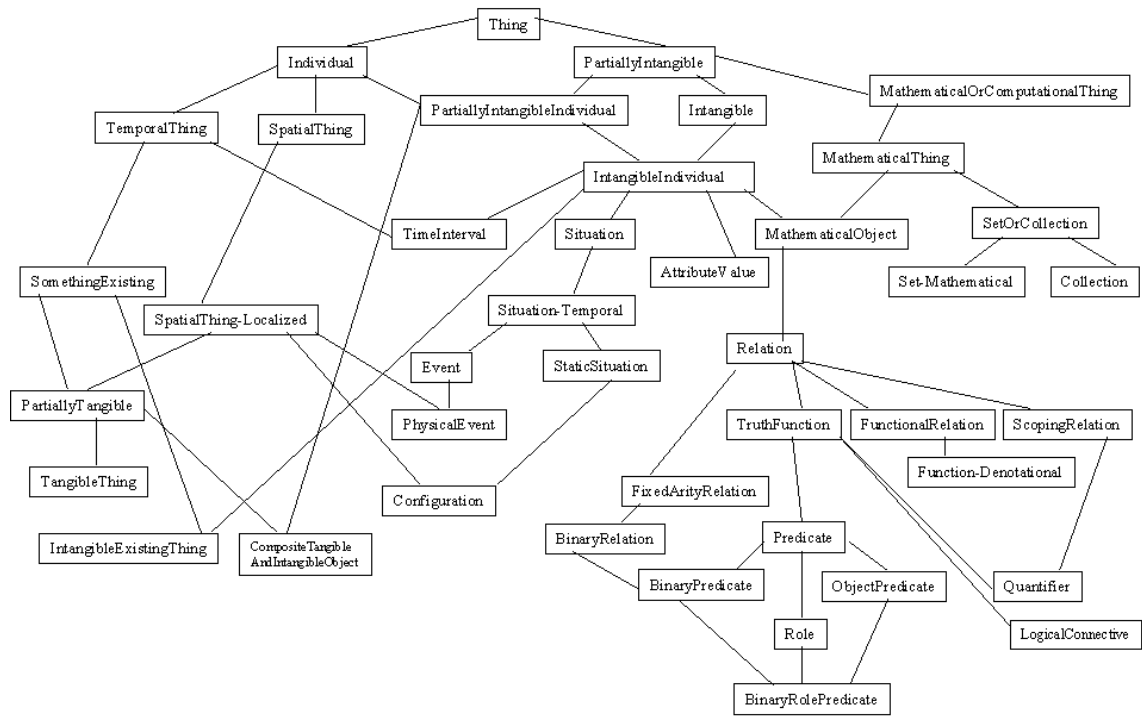 Thing
Individual
PartiallyIntangible
MathematicalOrComputationalThing
PartiallyIntangibleIndividual
Intangible
TemporalThing
SpatialThing
MathematicalThing
IntangibleIndividual
SetOrCollection
TimeInterval
Situation
MathematicalObject
AttributeValue
SomethingExisting
Set-Mathematical
Collection
SpatialThing-Localized
Situation-Temporal
Relation
Event
StaticSituation
PartiallyTangible
PhysicalEvent
TruthFunction
FunctionalRelation
ScopingRelation
TangibleThing
Function-Denotational
Configuration
FixedArityRelation
IntangibleExistingThing
CompositeTangible
AndIntangibleObject
BinaryRelation
Predicate
BinaryPredicate
ObjectPredicate
Quantifier
Role
LogicalConnective
BinaryRolePredicate